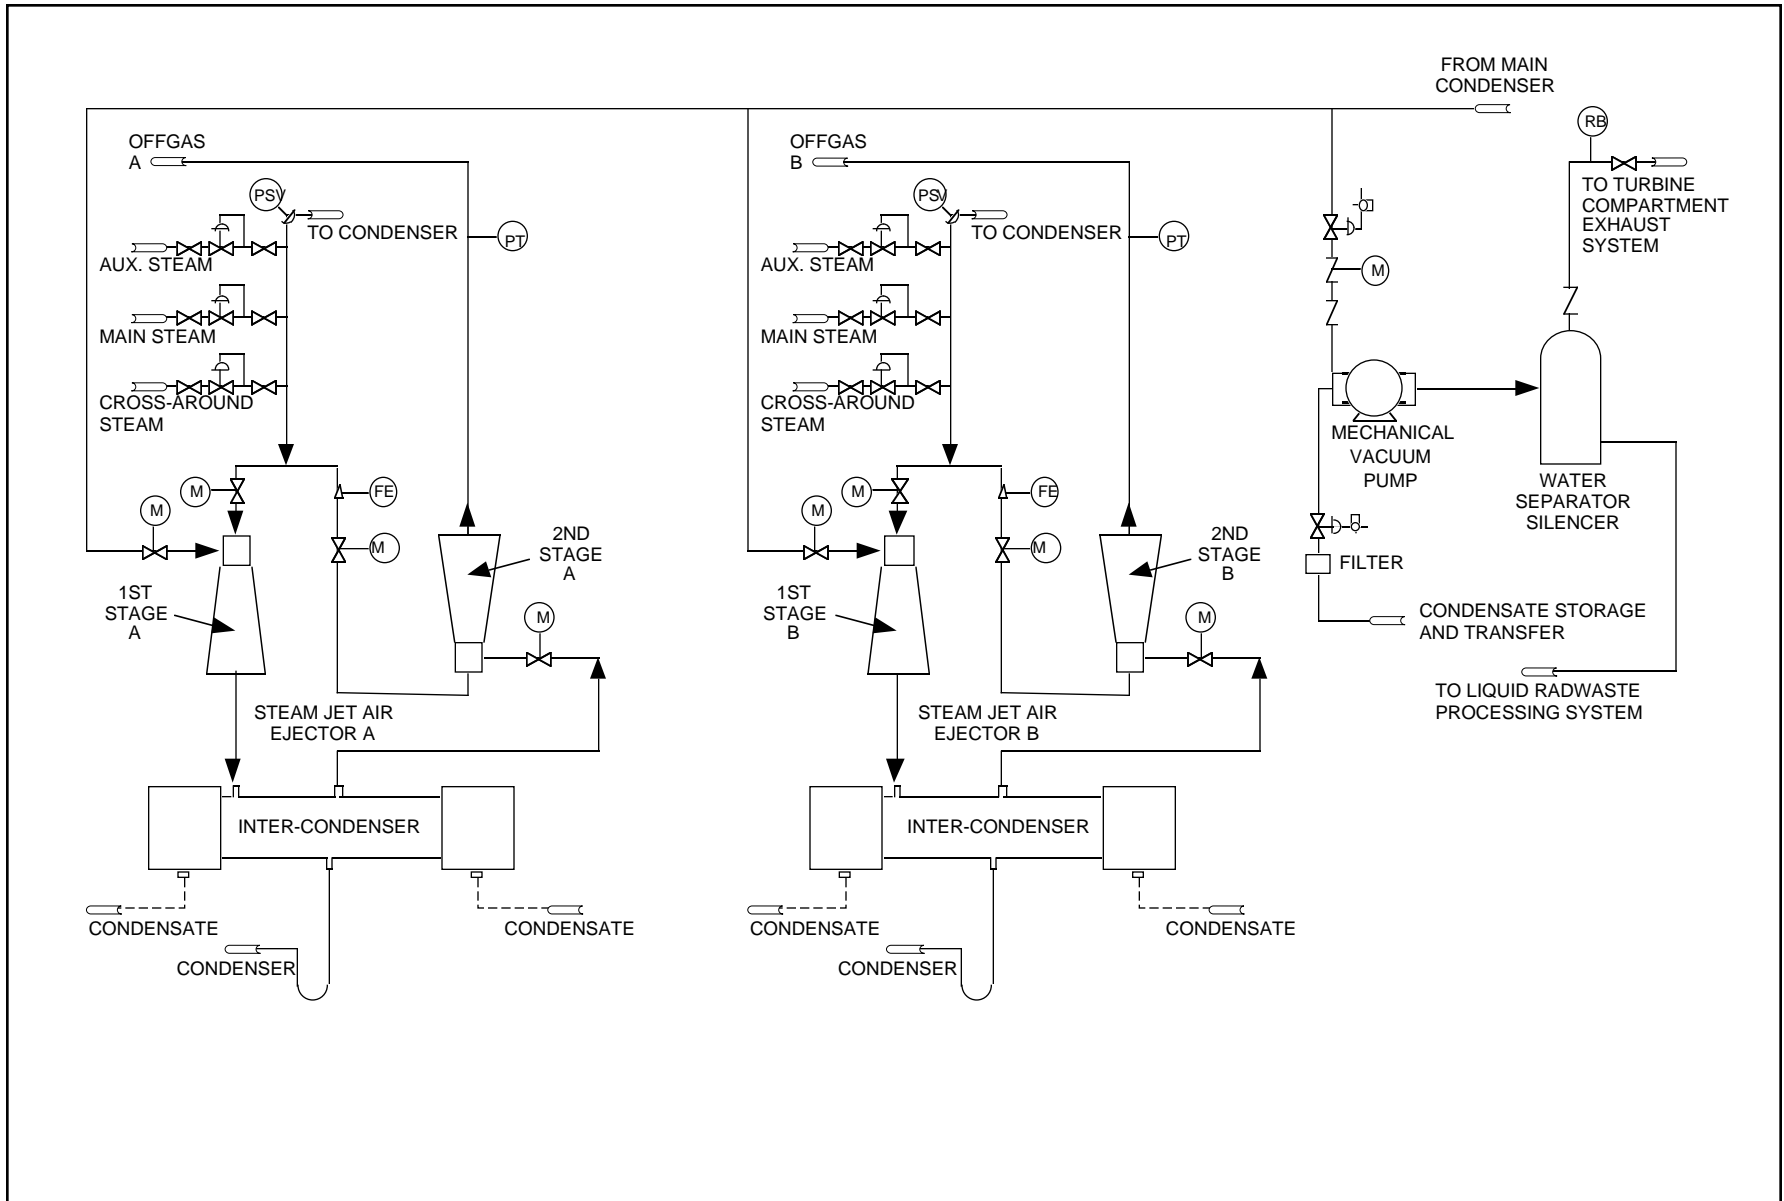 FROM MAIN
CONDENSER
RB
OFFGAS
A
OFFGAS
B
TO TURBINE
COMPARTMENT
EXHAUST
SYSTEM
PSV
TO CONDENSER
PT
PSV
TO CONDENSER
PT
AUX. STEAM
AUX. STEAM
M
MAIN STEAM
MAIN STEAM
CROSS-AROUND
STEAM
CROSS-AROUND
STEAM
MECHANICAL
VACUUM
PUMP
WATER
SEPARATOR
SILENCER
M
FE
M
FE
M
M
M
M
2ND
STAGE
A
2ND
STAGE
B
FILTER
1ST
STAGE
A
M
1ST
STAGE
B
M
CONDENSATE STORAGE
AND TRANSFER
TO LIQUID RADWASTE
PROCESSING SYSTEM
STEAM JET AIR
EJECTOR A
STEAM JET AIR
EJECTOR B
INTER-CONDENSER
INTER-CONDENSER
CONDENSATE
CONDENSATE
CONDENSATE
CONDENSATE
CONDENSER
CONDENSER